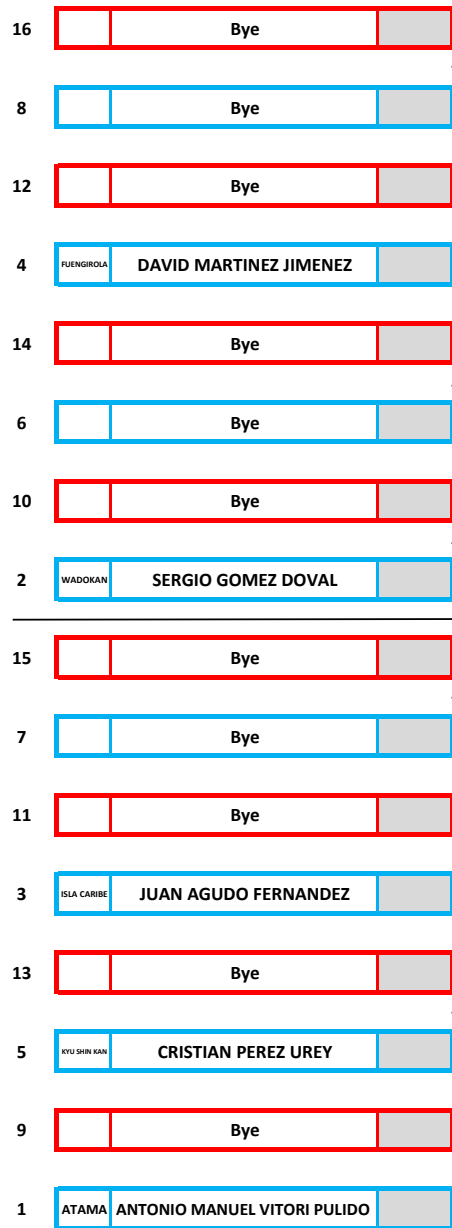 16 Bye
8 Bye
12 Bye
4 FUENGIROLA DAVID MARTINEZ JIMENEZ
14 Bye
6 Bye
10 Bye
2 WADOKAN SERGIO GOMEZ DOVAL
15 Bye
7 Bye
11 Bye
3 ISLA CARIBE JUAN AGUDO FERNANDEZ
13 Bye
5 KYU SHIN KAN CRISTIAN PEREZ UREY
9 Bye
1 ATAMA ANTONIO MANUEL VITORI PULIDO